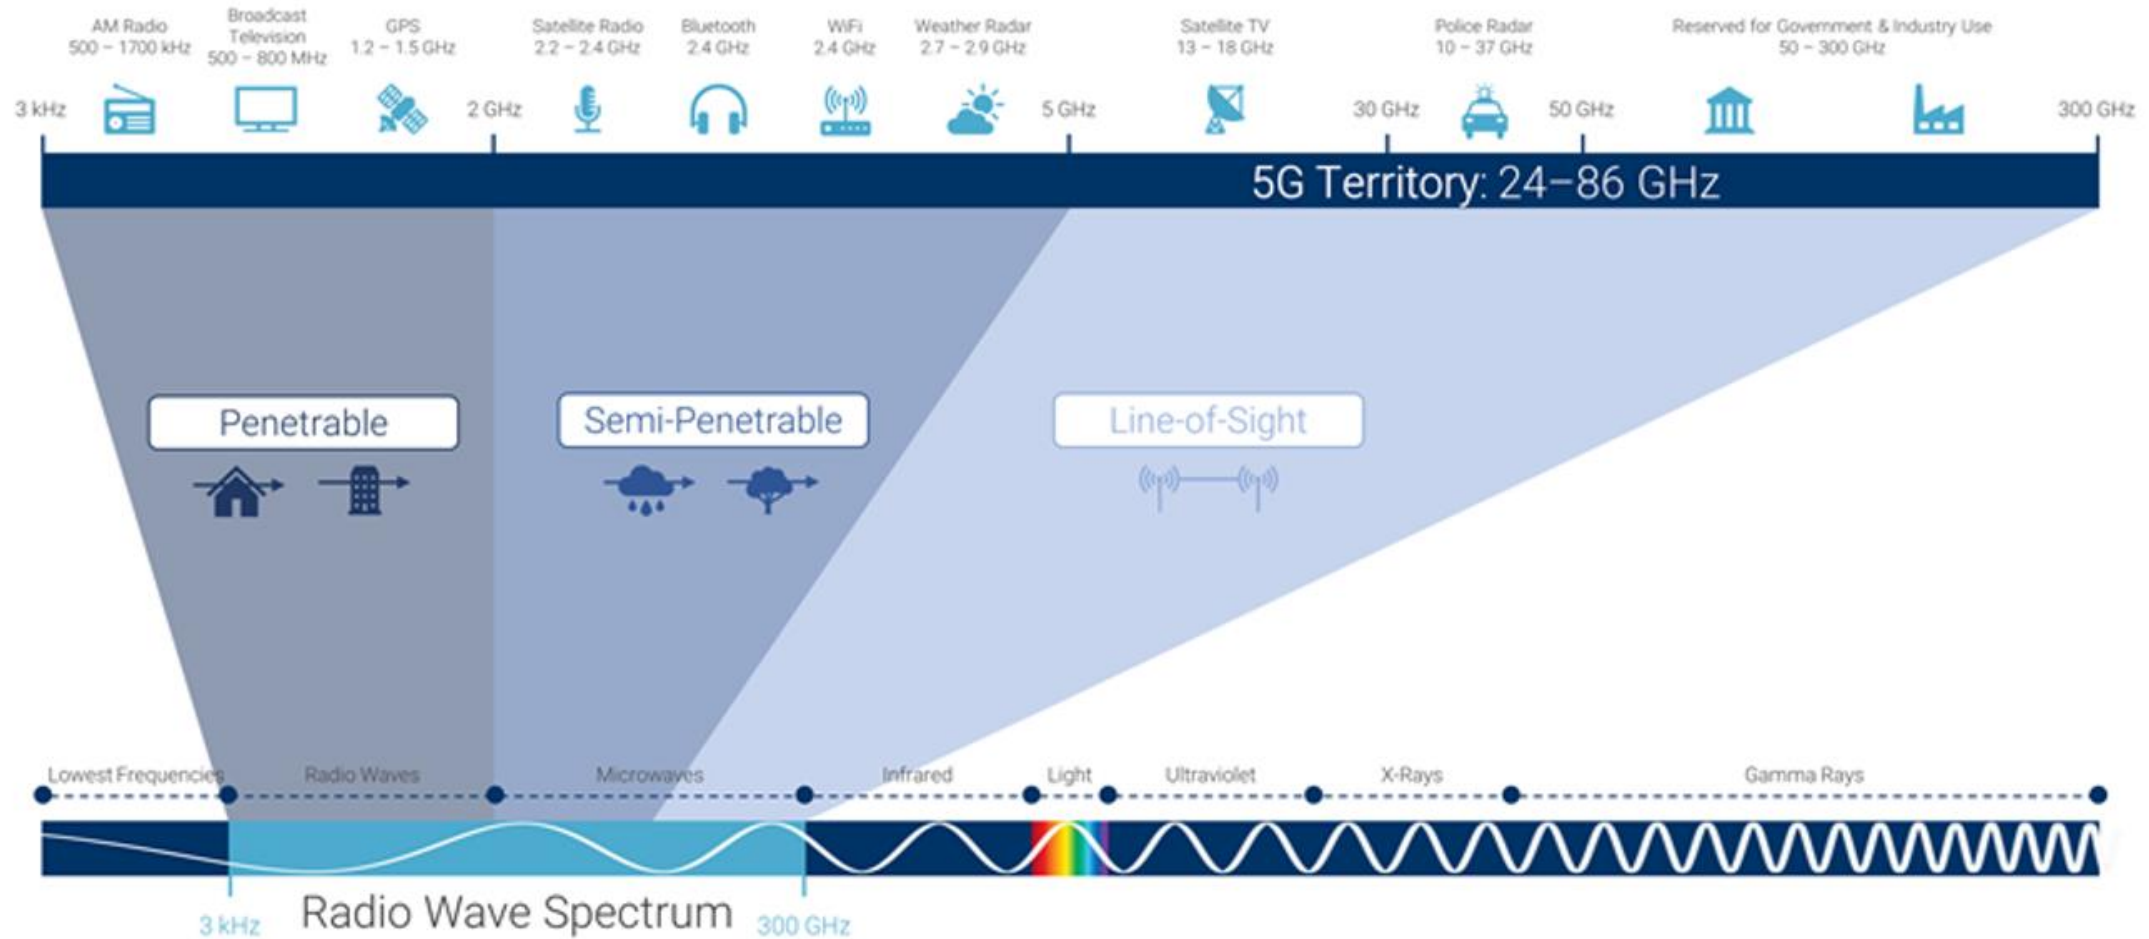 AM Radio
500 – 1700 kHz
Broadcast
Television
500 – 800 MHz
GPS
1.2 – 1.5 GHz
Satellite Radio
2.2 – 2.4 GHz
Bluetooth
2.4 GHz
WiFi
2.4 GHz
Weather Radar
2.7 – 2.9 GHz
Satellite TV
13 – 18 GHz
Police Radar
10 – 37 GHz
Reserved for Government & Industry Use
50 – 300 GHz
3 kHz
2 GHz
5 GHz
30 GHz
50 GHz
300 GHz
5G Territory: 24–86 GHz
Penetrable
Semi-Penetrable
Line-of-Sight
Lowest Frequencies
Radio Waves
Microwaves
Infrared
Light
Ultraviolet
X-Rays
Gamma Rays
3 kHz
Radio Wave Spectrum
300 GHz